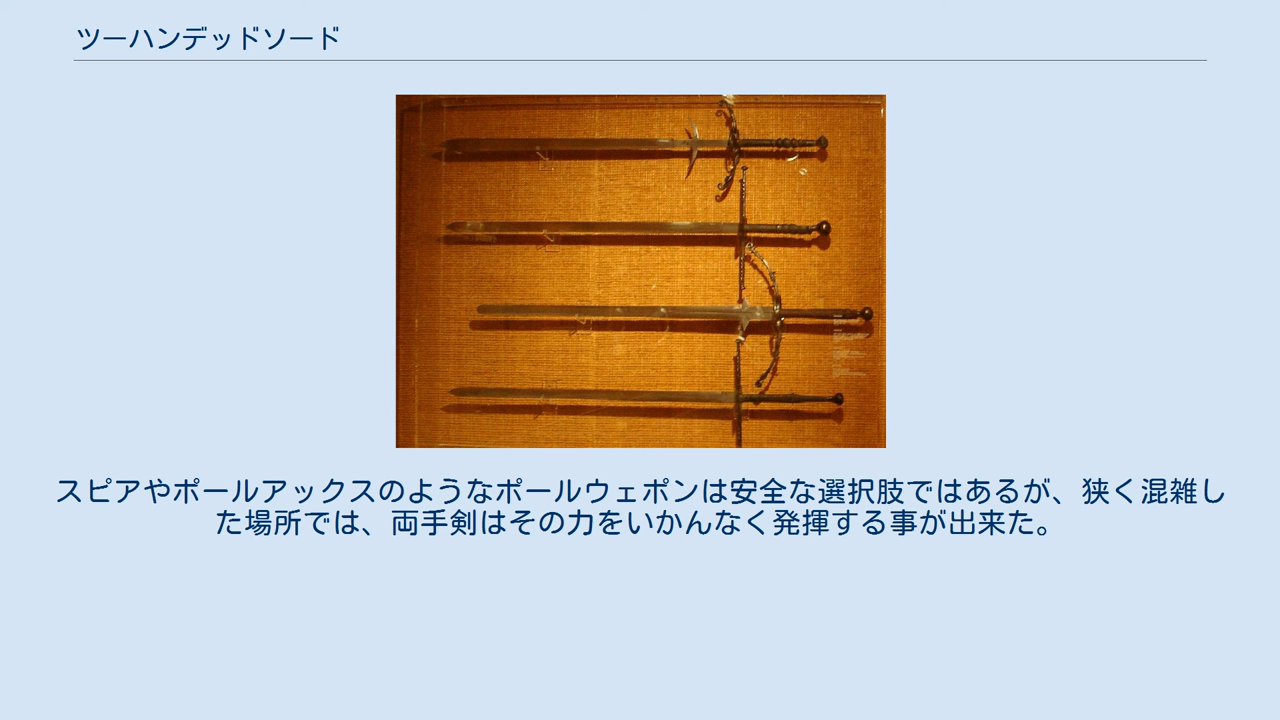 ツーハンデッドソード
スピアやポールアックスのようなポールウェポンは安全な選択肢ではあるが、狭く混雑し
た場所では、両手剣はその力をいかんなく発揮する事が出来た。